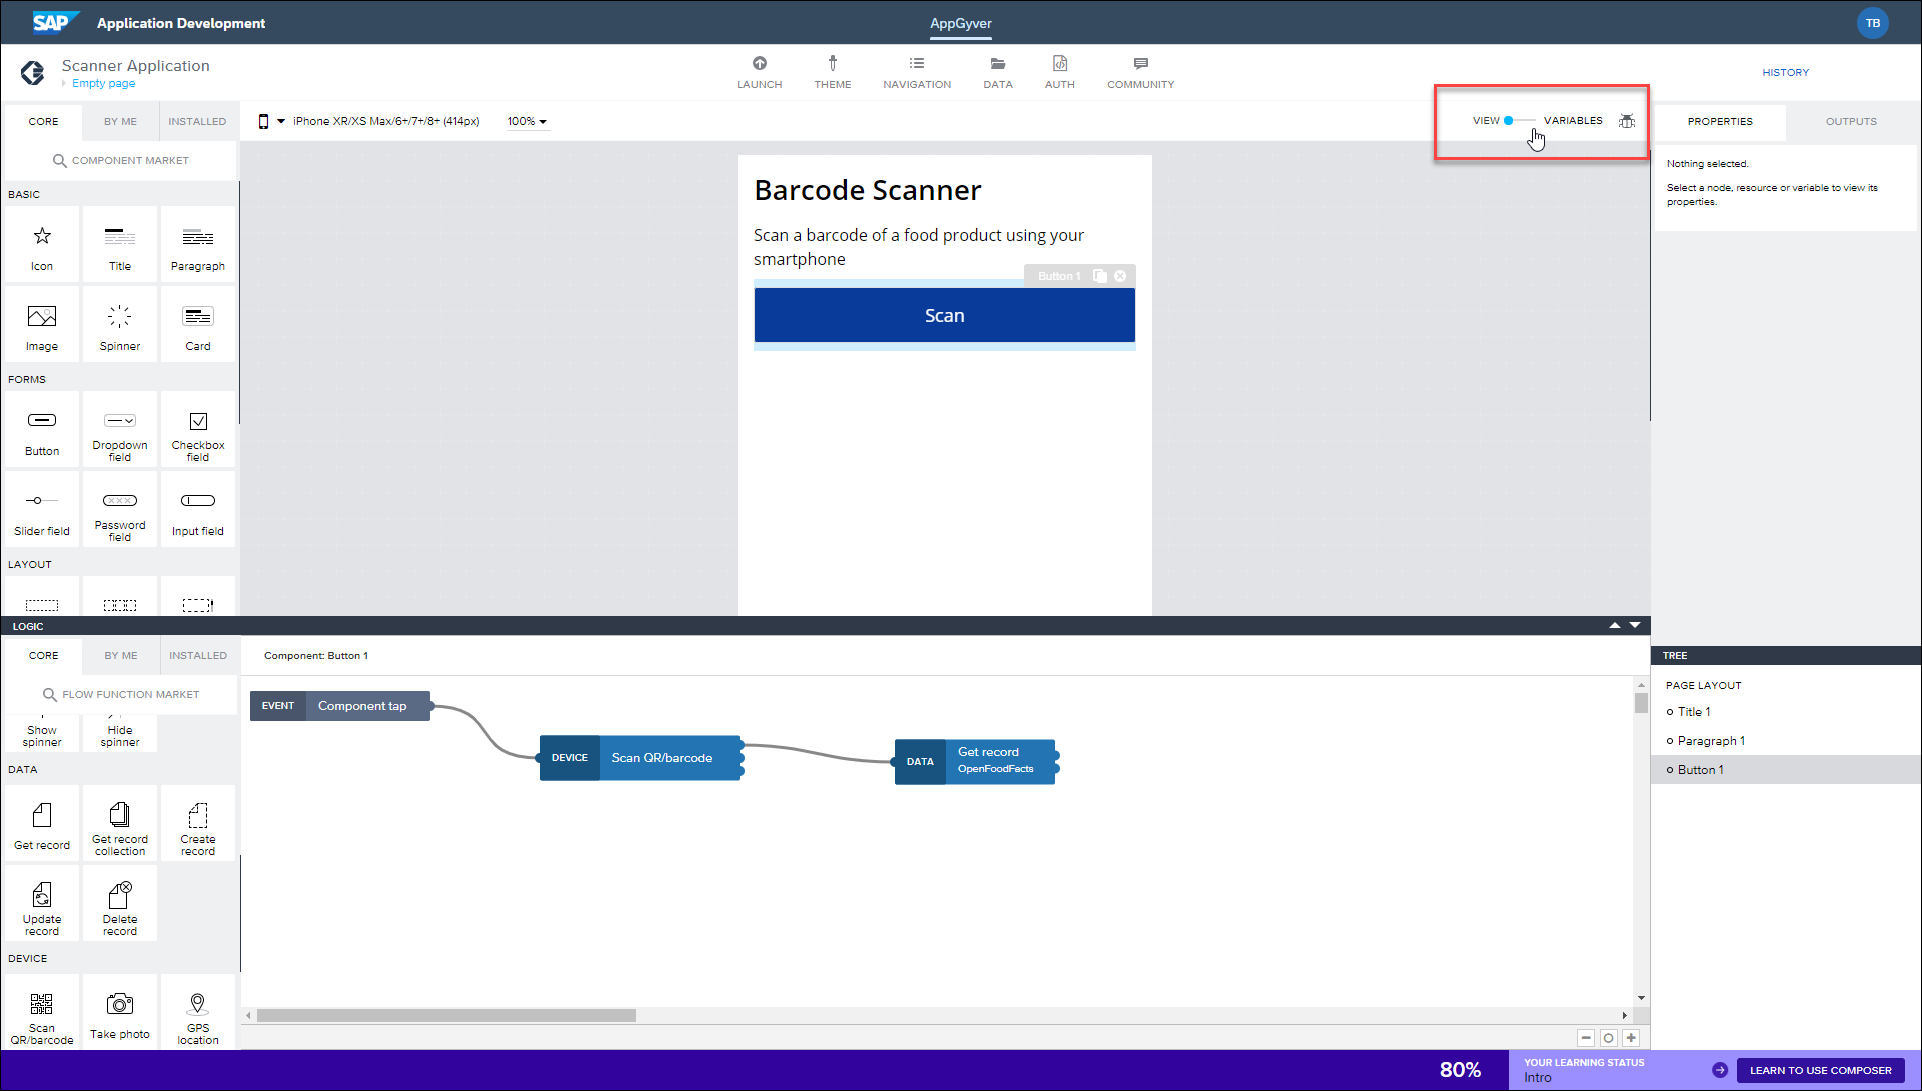 SAP Application Development
AppGyver
TB
Scanner Application
Empty page
LAUNCH
THEME
NAVIGATION
DATA
AUTH
COMMUNITY
HISTORY
CORE
BY ME
INSTALLED
iPhone XR/XS Max/6+/7+/8+ (414px)
100%
VIEW
VARIABLES
PROPERTIES
OUTPUTS
COMPONENT MARKET
BASIC
Icon
Title
Paragraph
Image
Spinner
Card
FORMS
Button
Dropdown
field
Checkbox
field
Slider field
Password
field
Input field
LAYOUT
Barcode Scanner
Scan a barcode of a food product using your
smartphone
Button 1
Scan
Nothing selected.
Select a node, resource or variable to view its
properties.
LOGIC
CORE
BY ME
INSTALLED
Component: Button 1
FLOW FUNCTION MARKET
Show
spinner
Hide
spinner
DATA
Get record
Get record
collection
Create
record
Update
record
Delete
record
DEVICE
Scan
QR/barcode
Take photo
GPS
location
EVENT
Component tap
DEVICE
Scan QR/barcode
DATA
Get record
OpenFoodFacts
TREE
PAGE LAYOUT
Title 1
Paragraph 1
Button 1
80%
YOUR LEARNING STATUS
Intro
LEARN TO USE COMPOSER